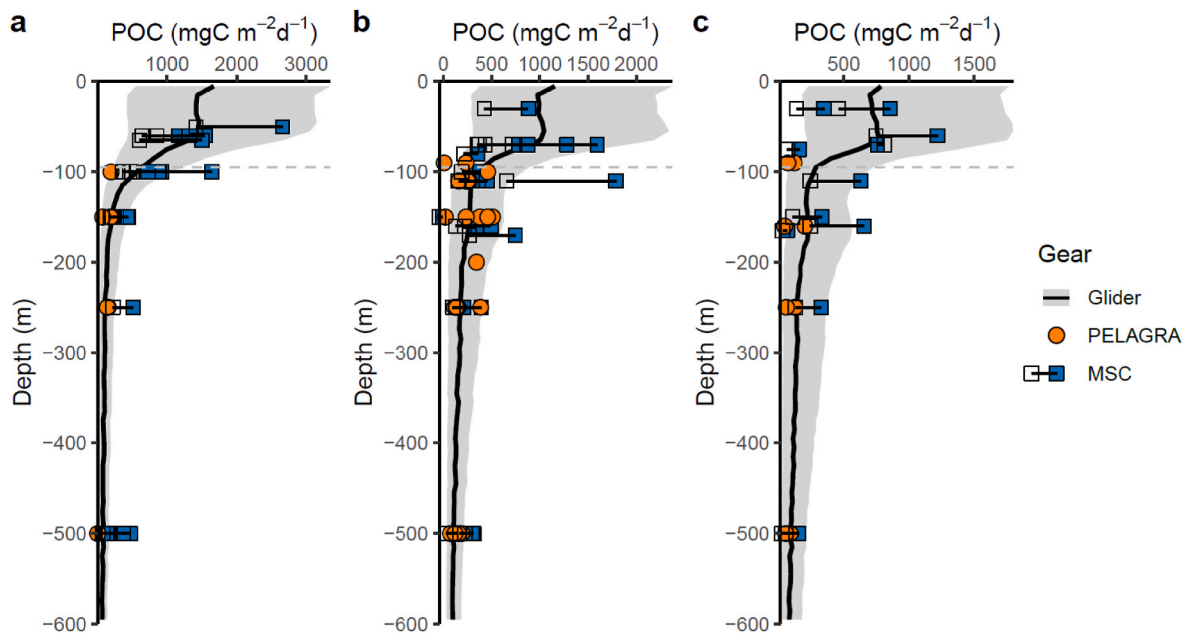 a
POC (mgC m⁻²d⁻¹)
1000 2000 3000
0
−100
−200
−300
−400
−500
−600
Depth (m)
b
POC (mgC m⁻²d⁻¹)
0 500 1000 1500 2000
0
−100
−200
−300
−400
−500
−600
Depth (m)
c
POC (mgC m⁻²d⁻¹)
500 1000 1500
0
−100
−200
−300
−400
−500
−600
Depth (m)
Gear
Glider
PELAGRA
MSC